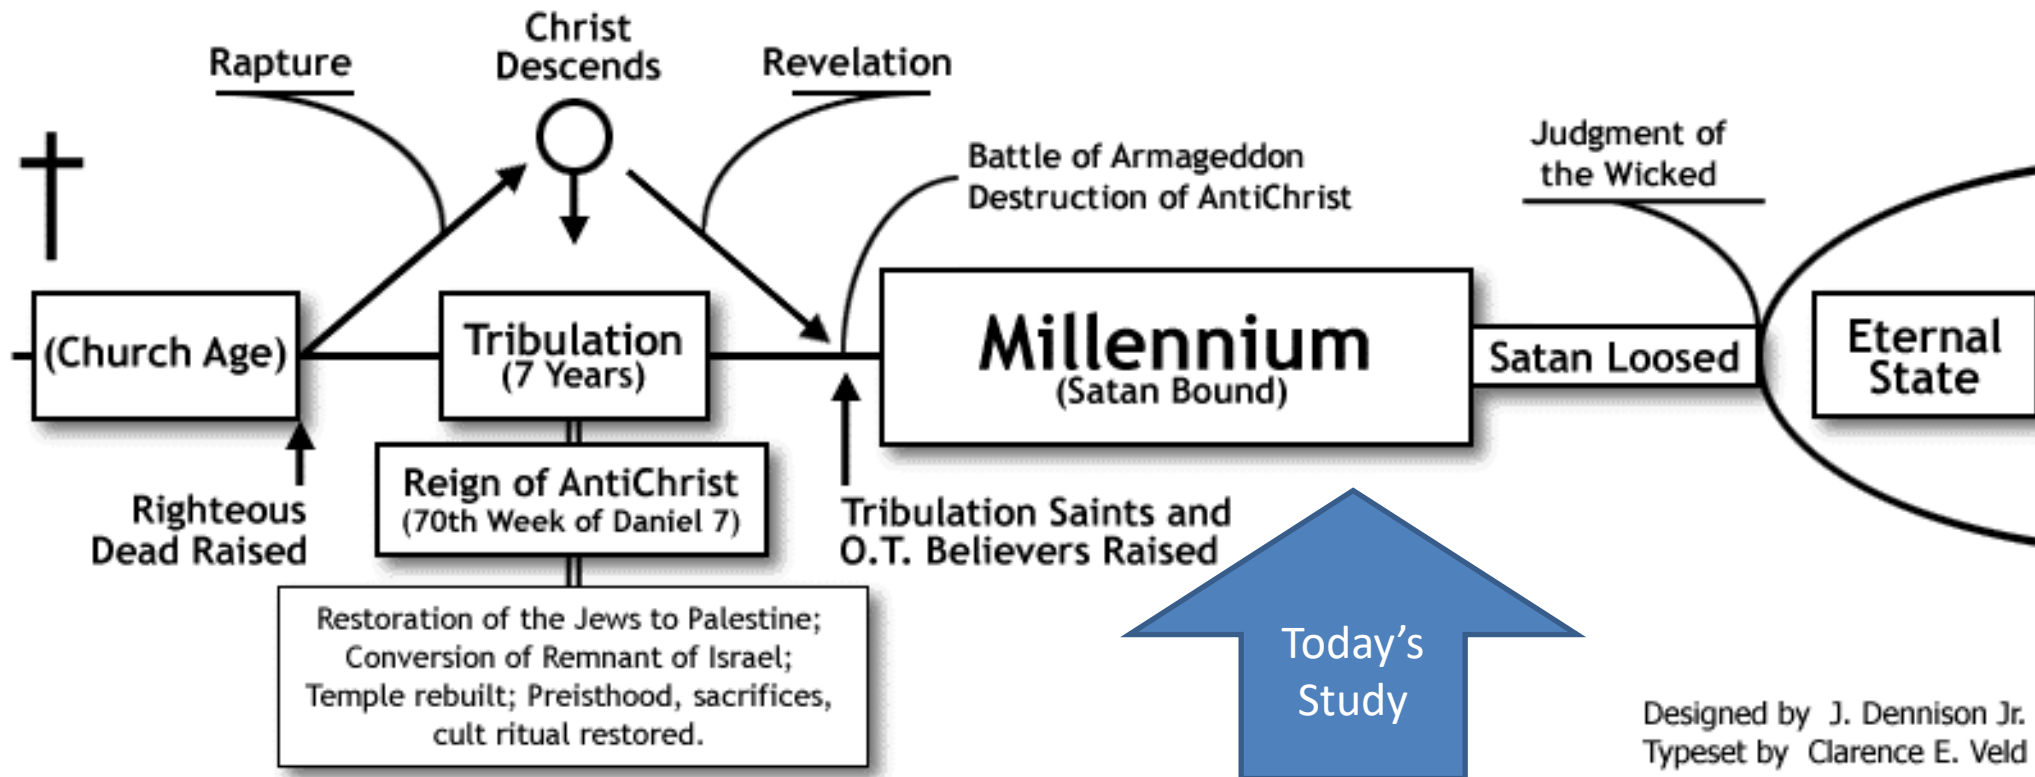 Rapture
Christ
Descends
Revelation
Battle of Armageddon
Destruction of AntiChrist
Judgment of
the Wicked
(Church Age)
Tribulation
(7 Years)
Millennium
(Satan Bound)
Satan Loosed
Eternal
State
Righteous
Dead Raised
Reign of AntiChrist
(70th Week of Daniel 7)
Tribulation Saints and
O.T. Believers Raised
Restoration of the Jews to Palestine;
Conversion of Remnant of Israel;
Temple rebuilt; Preisthood, sacrifices,
cult ritual restored.
Today’s
Study
Designed by J. Dennison Jr.
Typeset by Clarence E. Veld